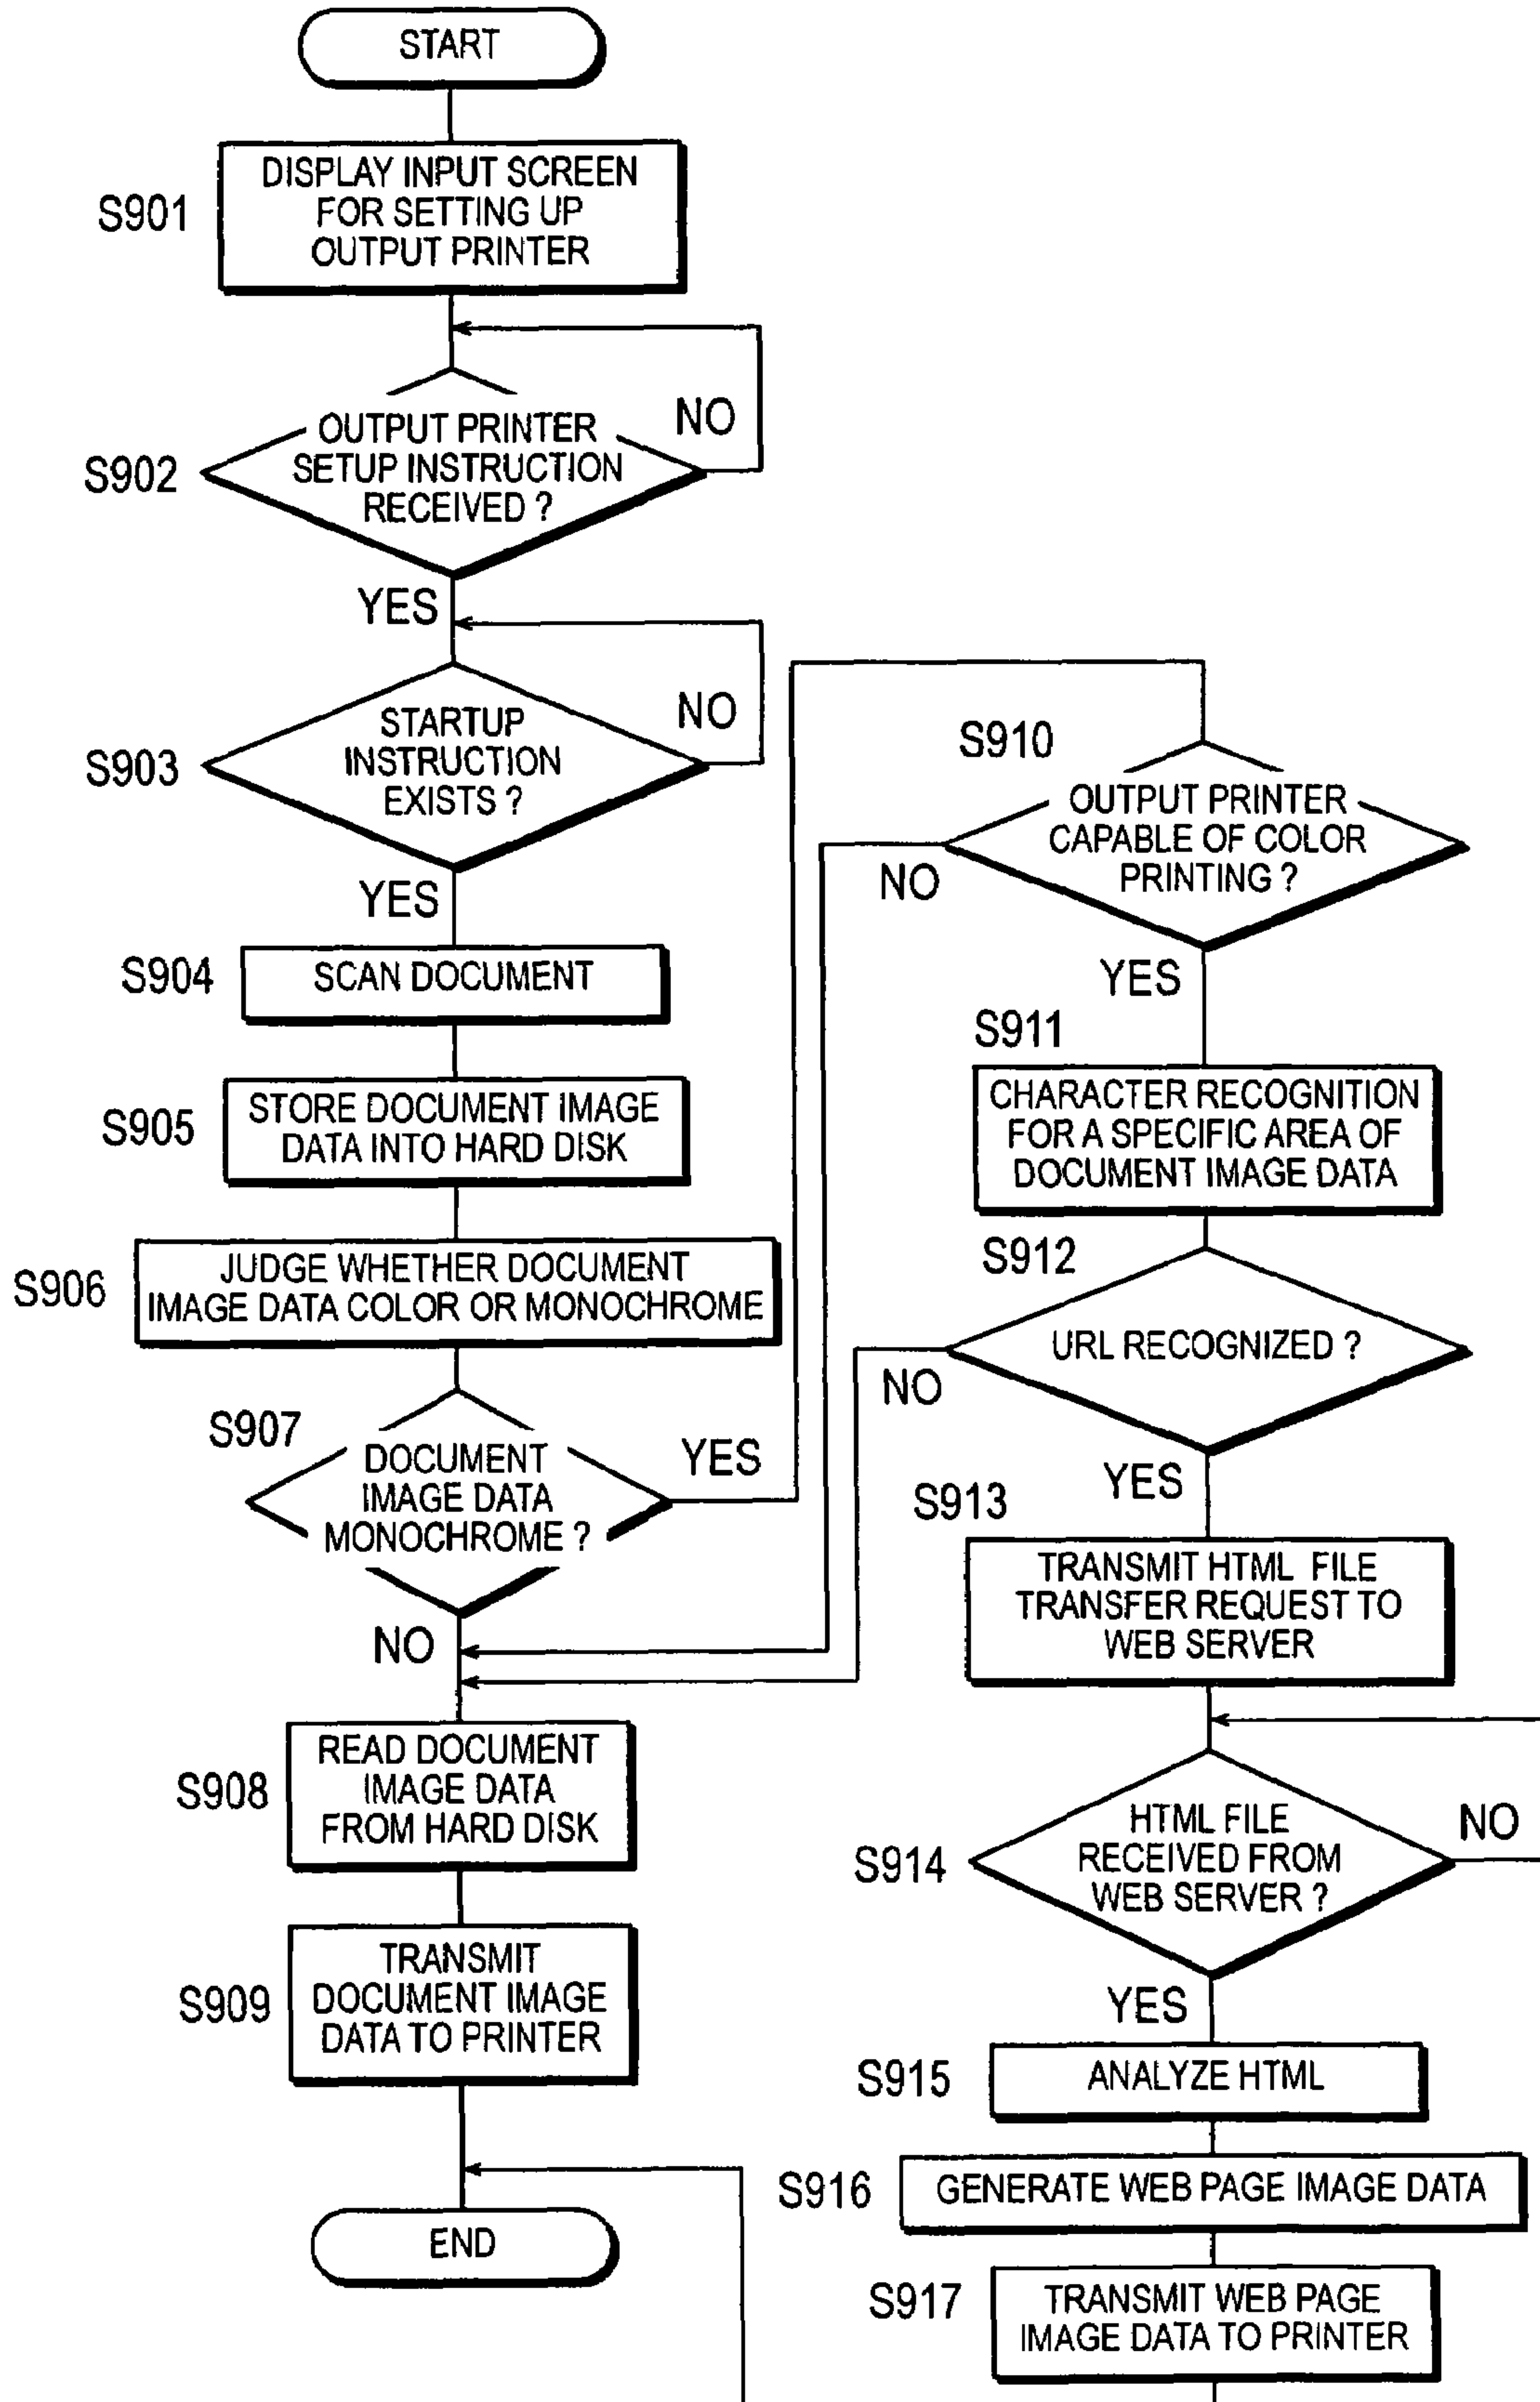 START
S901
DISPLAY INPUT SCREEN
FOR SETTING UP
OUTPUT PRINTER
S902
OUTPUT PRINTER
SETUP INSTRUCTION
RECEIVED ?
NO
YES
S903
STARTUP
INSTRUCTION
EXISTS ?
NO
YES
S904
SCAN DOCUMENT
S905
STORE DOCUMENT IMAGE
DATA INTO HARD DISK
S906
JUDGE WHETHER DOCUMENT
IMAGE DATA COLOR OR MONOCHROME
S907
DOCUMENT
IMAGE DATA
MONOCHROME ?
YES
NO
S908
READ DOCUMENT
IMAGE DATA
FROM HARD DISK
S909
TRANSMIT
DOCUMENT IMAGE
DATA TO PRINTER
END
S910
OUTPUT PRINTER
CAPABLE OF COLOR
PRINTING ?
NO
YES
S911
CHARACTER RECOGNITION
FOR A SPECIFIC AREA OF
DOCUMENT IMAGE DATA
S912
URL RECOGNIZED ?
NO
YES
S913
TRANSMIT HTML FILE
TRANSFER REQUEST TO
WEB SERVER
S914
HTML FILE
RECEIVED FROM
WEB SERVER ?
NO
YES
S915
ANALYZE HTML
S916
GENERATE WEB PAGE IMAGE DATA
S917
TRANSMIT WEB PAGE
IMAGE DATA TO PRINTER